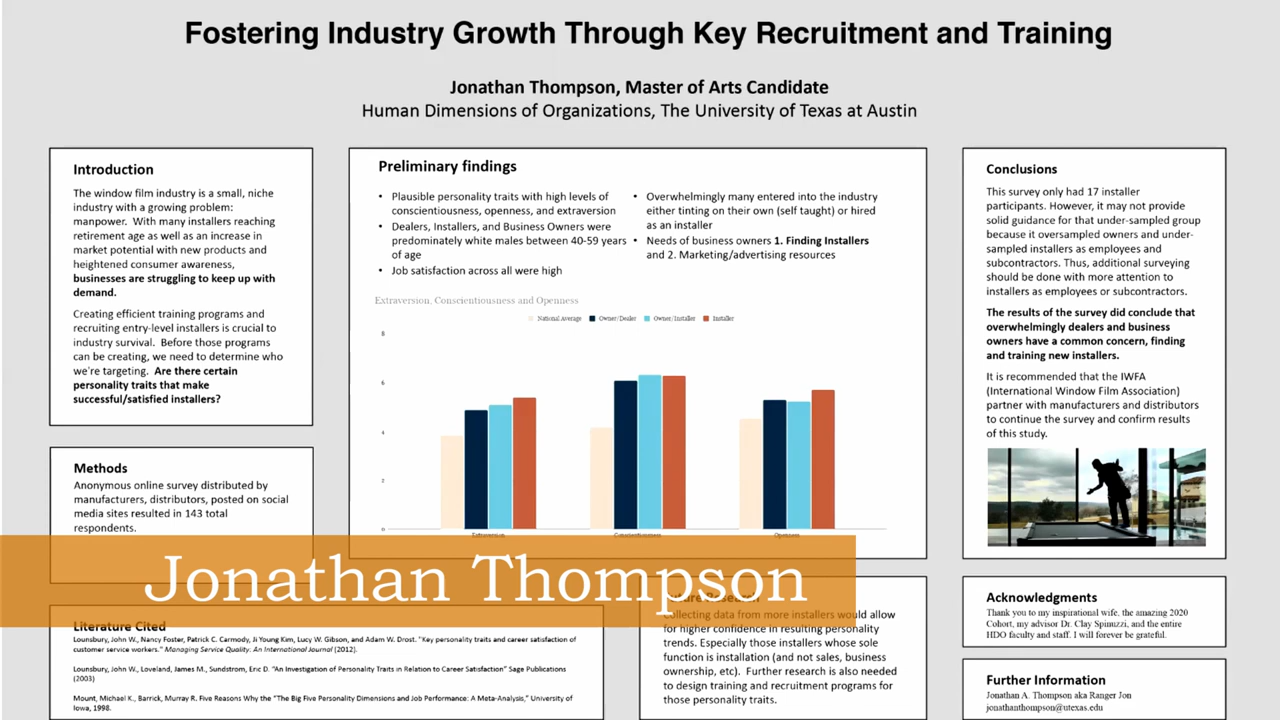 Fostering Industry Growth Through Key Recruitment and Training
Jonathan Thompson, Master of Arts Candidate
Human Dimensions of Organizations, The University of Texas at Austin
Introduction
The window film industry is a small, niche
industry with a growing problem:
manpower. With many installers reaching
retirement age as well as an increase in
market potential with new products and
heightened consumer awareness,
businesses are struggling to keep up with
demand.
Creating efficient training programs and
recruiting entry-level installers is crucial to
industry survival. Before those programs
can be creating, we need to determine who
we're targeting. Are there certain
personality traits that make
successful/satisfied installers?
Methods
Anonymous online survey distributed by
manufacturers, distributors, posted on social
media sites resulted in 143 total
respondents.
Preliminary findings
• Plausible personality traits with high levels of
conscientiousness, openness, and extraversion
• Dealers, Installers, and Business Owners were
predominately white males between 40-59 years
of age
• Job satisfaction across all were high
• Overwhelmingly many entered into the industry
either tinting on their own (self taught) or hired
as an installer
• Needs of business owners 1. Finding Installers
and 2. Marketing/advertising resources
Extraversion, Conscientiousness and Openness
National Average Owner/Dealer Owner/Installer Installer
8
6
4
2
0
Extraversion Conscientiousness Openness
Jonathan Thompson
Literature Cited
Lounsbury, John W., Nancy Foster, Patrick C. Carmody, Ji Young Kim, Lucy W. Gibson, and Adam W. Drost. "Key personality traits and career satisfaction of
customer service workers." Managing Service Quality: An International Journal (2012).
Lounsbury, John W., Loveland, James M., Sundstrom, Eric D. "An Investigation of Personality Traits in Relation to Career Satisfaction" Sage Publications
(2003)
Mount, Michael K., Barrick, Murray R. Five Reasons Why the "The Big Five Personality Dimensions and Job Performance: A Meta-Analysis," University of
Iowa, 1998.
Future Research
Collecting data from more installers would allow
for higher confidence in resulting personality
trends. Especially those installers whose sole
function is installation (and not sales, business
ownership, etc). Further research is also needed
to design training and recruitment programs for
those personality traits.
Conclusions
This survey only had 17 installer
participants. However, it may not provide
solid guidance for that under-sampled group
because it oversampled owners and under-
sampled installers as employees and
subcontractors. Thus, additional surveying
should be done with more attention to
installers as employees or subcontractors.
The results of the survey did conclude that
overwhelmingly dealers and business
owners have a common concern, finding
and training new installers.
It is recommended that the IWFA
(International Window Film Association)
partner with manufacturers and distributors
to continue the survey and confirm results
of this study.
Acknowledgments
Thank you to my inspirational wife, the amazing 2020
Cohort, my advisor Dr. Clay Spinuzzi, and the entire
HDO faculty and staff. I will forever be grateful.
Further Information
Jonathan A. Thompson aka Ranger Jon
jonathanthompson@utexas.edu